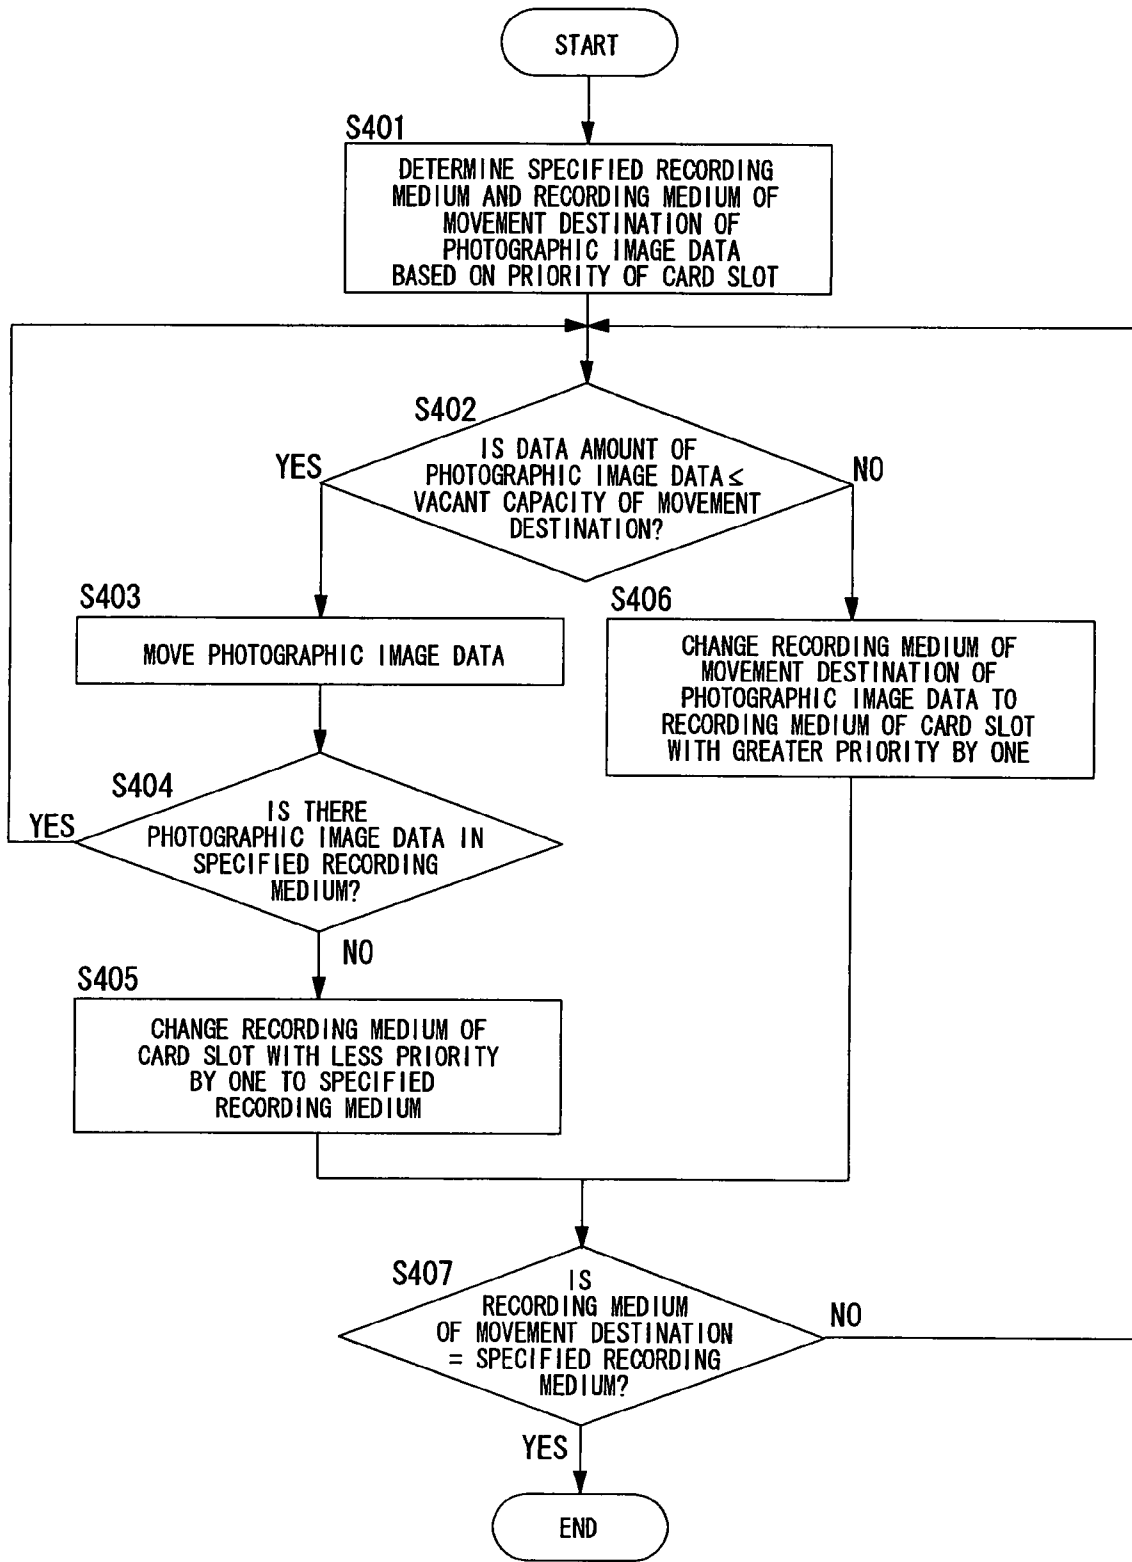 START
S401
DETERMINE SPECIFIED RECORDING
MEDIUM AND RECORDING MEDIUM OF
MOVEMENT DESTINATION OF
PHOTOGRAPHIC IMAGE DATA
BASED ON PRIORITY OF CARD SLOT
S402
IS DATA AMOUNT OF
PHOTOGRAPHIC IMAGE DATA≤
VACANT CAPACITY OF MOVEMENT
DESTINATION?
YES
NO
S403
MOVE PHOTOGRAPHIC IMAGE DATA
S406
CHANGE RECORDING MEDIUM OF
MOVEMENT DESTINATION OF
PHOTOGRAPHIC IMAGE DATA TO
RECORDING MEDIUM OF CARD SLOT
WITH GREATER PRIORITY BY ONE
S404
IS THERE
PHOTOGRAPHIC IMAGE DATA IN
SPECIFIED RECORDING
MEDIUM?
YES
NO
S405
CHANGE RECORDING MEDIUM OF
CARD SLOT WITH LESS PRIORITY
BY ONE TO SPECIFIED
RECORDING MEDIUM
S407
IS
RECORDING MEDIUM
OF MOVEMENT DESTINATION
= SPECIFIED RECORDING
MEDIUM?
NO
YES
END